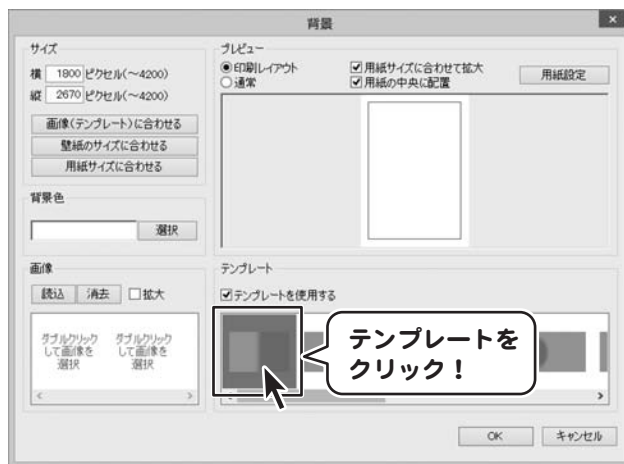 背景
サイズ
横 1800 ピクセル(～4200)
縦 2670 ピクセル(～4200)
画像(テンプレート)に合わせる
壁紙のサイズに合わせる
用紙サイズに合わせる
背景色
選択
画像
読込 消去 拡大
ダブルクリック
して画像を
選択
ダブルクリック
して画像を
選択
プレビュー
印刷レイアウト
通常
用紙サイズに合わせて拡大
用紙の中央に配置
用紙設定
テンプレート
テンプレートを使用する
テンプレートを
クリック！
OK キャンセル